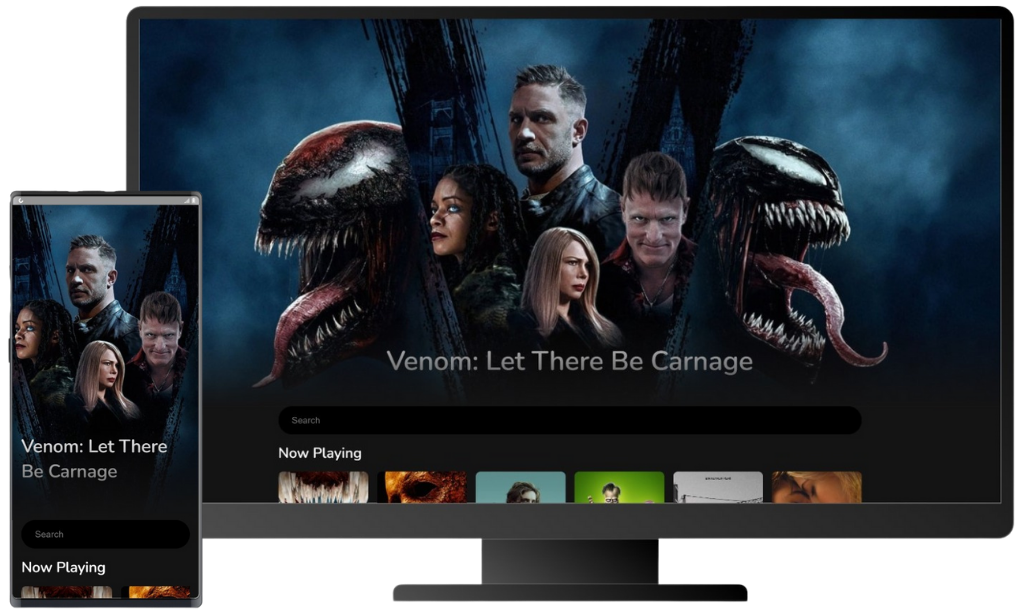 Venom: Let There Be Carnage
Search
Now Playing
Venom: Let There
Be Carnage
Search
Now Playing